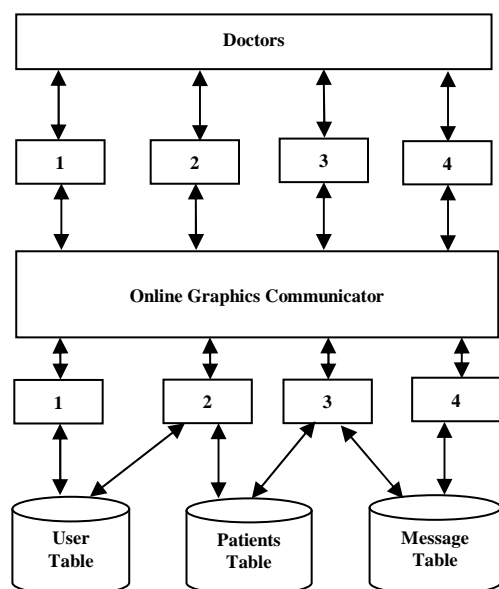 Doctors
1 2 3 4
Online Graphics Communicator
1 2 3 4
User Table
Patients Table
Message Table